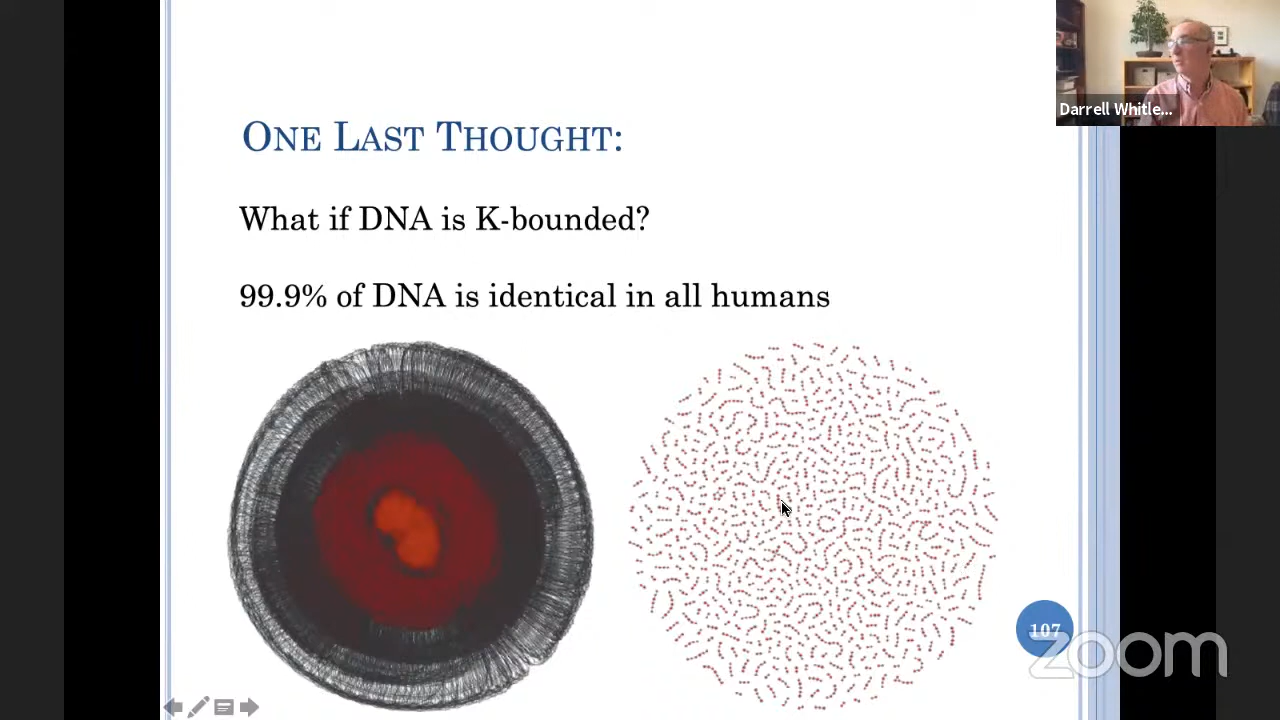 Darrell Whitle...
ONE LAST THOUGHT:
What if DNA is K-bounded?
99.9% of DNA is identical in all humans
107
zoom